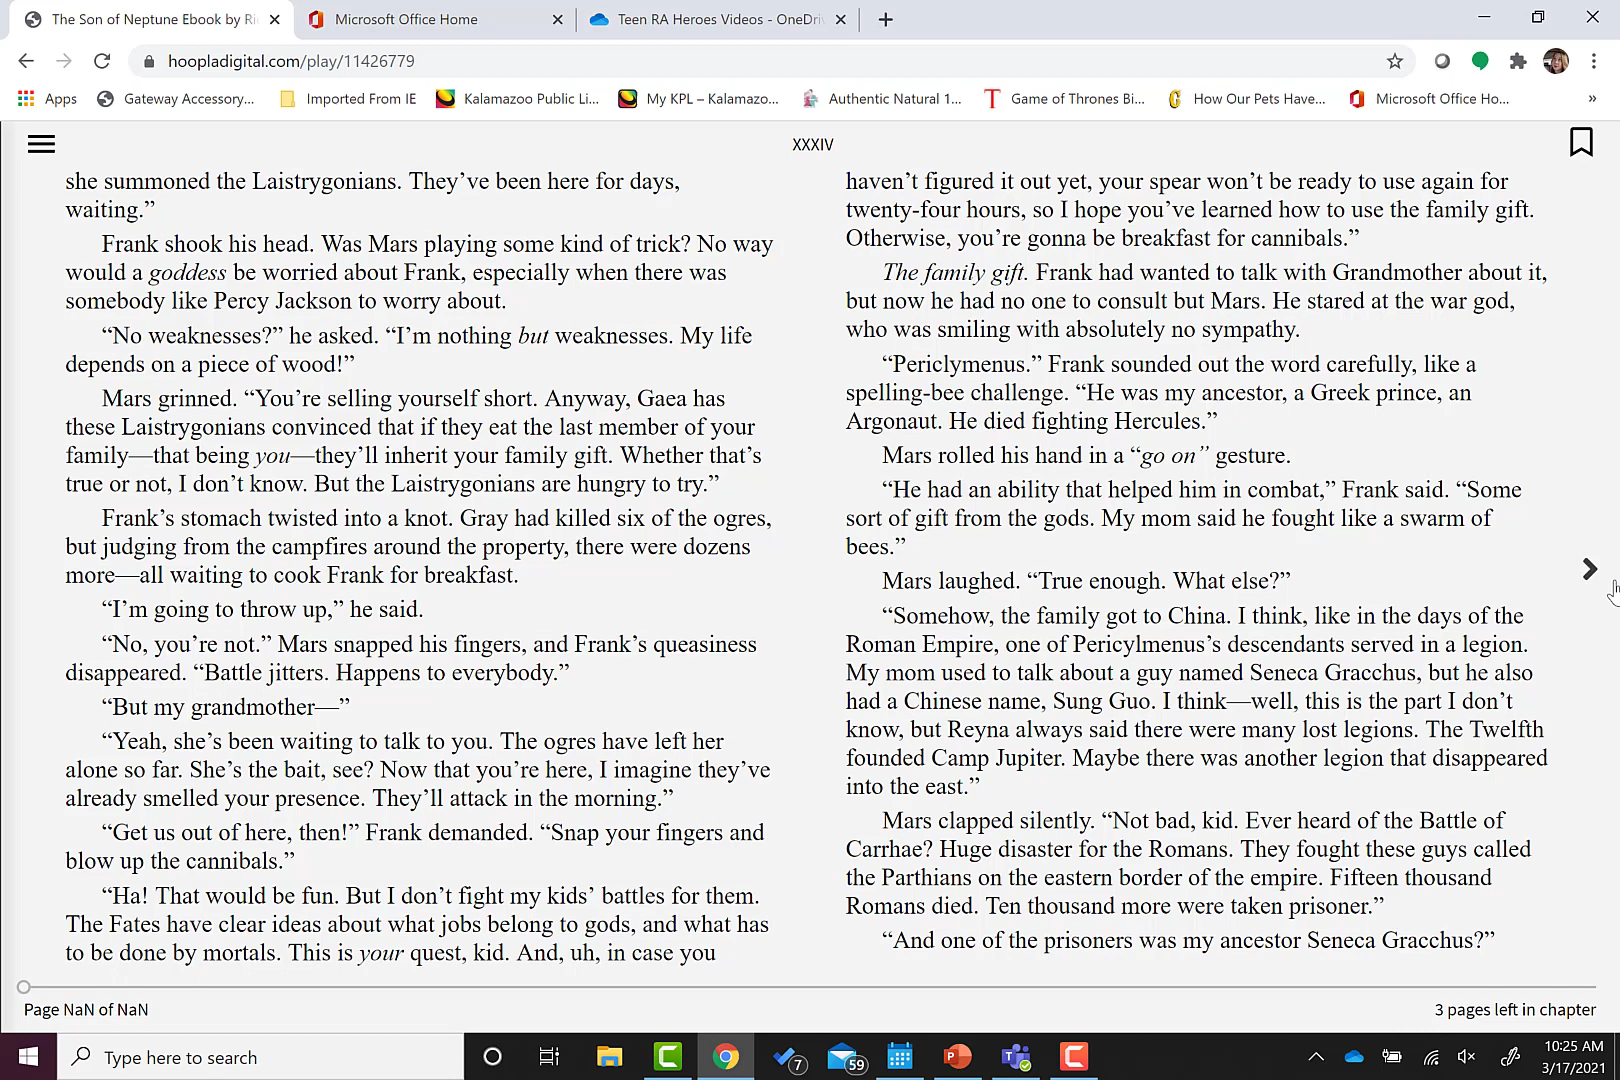 The Son of Neptune Ebook by Ri
Microsoft Office Home
Teen RA Heroes Videos - OneDri
hoopladigital.com/play/11426779
Apps
Gateway Accessory...
Imported From IE
Kalamazoo Public Li...
My KPL – Kalamazo...
Authentic Natural 1...
Game of Thrones Bi...
How Our Pets Have...
Microsoft Office Ho...
»
XXXIV
she summoned the Laistrygonians. They’ve been here for days,
waiting.”
Frank shook his head. Was Mars playing some kind of trick? No way
would a goddess be worried about Frank, especially when there was
somebody like Percy Jackson to worry about.
“No weaknesses?” he asked. “I’m nothing but weaknesses. My life
depends on a piece of wood!”
Mars grinned. “You’re selling yourself short. Anyway, Gaea has
these Laistrygonians convinced that if they eat the last member of your
family—that being you—they’ll inherit your family gift. Whether that’s
true or not, I don’t know. But the Laistrygonians are hungry to try.”
Frank’s stomach twisted into a knot. Gray had killed six of the ogres,
but judging from the campfires around the property, there were dozens
more—all waiting to cook Frank for breakfast.
“I’m going to throw up,” he said.
“No, you’re not.” Mars snapped his fingers, and Frank’s queasiness
disappeared. “Battle jitters. Happens to everybody.”
“But my grandmother—”
“Yeah, she’s been waiting to talk to you. The ogres have left her
alone so far. She’s the bait, see? Now that you’re here, I imagine they’ve
already smelled your presence. They’ll attack in the morning.”
“Get us out of here, then!” Frank demanded. “Snap your fingers and
blow up the cannibals.”
“Ha! That would be fun. But I don’t fight my kids’ battles for them.
The Fates have clear ideas about what jobs belong to gods, and what has
to be done by mortals. This is your quest, kid. And, uh, in case you
haven’t figured it out yet, your spear won’t be ready to use again for
twenty-four hours, so I hope you’ve learned how to use the family gift.
Otherwise, you’re gonna be breakfast for cannibals.”
The family gift. Frank had wanted to talk with Grandmother about it,
but now he had no one to consult but Mars. He stared at the war god,
who was smiling with absolutely no sympathy.
“Periclymenus.” Frank sounded out the word carefully, like a
spelling-bee challenge. “He was my ancestor, a Greek prince, an
Argonaut. He died fighting Hercules.”
Mars rolled his hand in a “go on” gesture.
“He had an ability that helped him in combat,” Frank said. “Some
sort of gift from the gods. My mom said he fought like a swarm of
bees.”
Mars laughed. “True enough. What else?”
“Somehow, the family got to China. I think, like in the days of the
Roman Empire, one of Pericylmenus’s descendants served in a legion.
My mom used to talk about a guy named Seneca Gracchus, but he also
had a Chinese name, Sung Guo. I think—well, this is the part I don’t
know, but Reyna always said there were many lost legions. The Twelfth
founded Camp Jupiter. Maybe there was another legion that disappeared
into the east.”
Mars clapped silently. “Not bad, kid. Ever heard of the Battle of
Carrhae? Huge disaster for the Romans. They fought these guys called
the Parthians on the eastern border of the empire. Fifteen thousand
Romans died. Ten thousand more were taken prisoner.”
“And one of the prisoners was my ancestor Seneca Gracchus?”
Page NaN of NaN
3 pages left in chapter
Type here to search
7
59
10:25 AM
3/17/2021